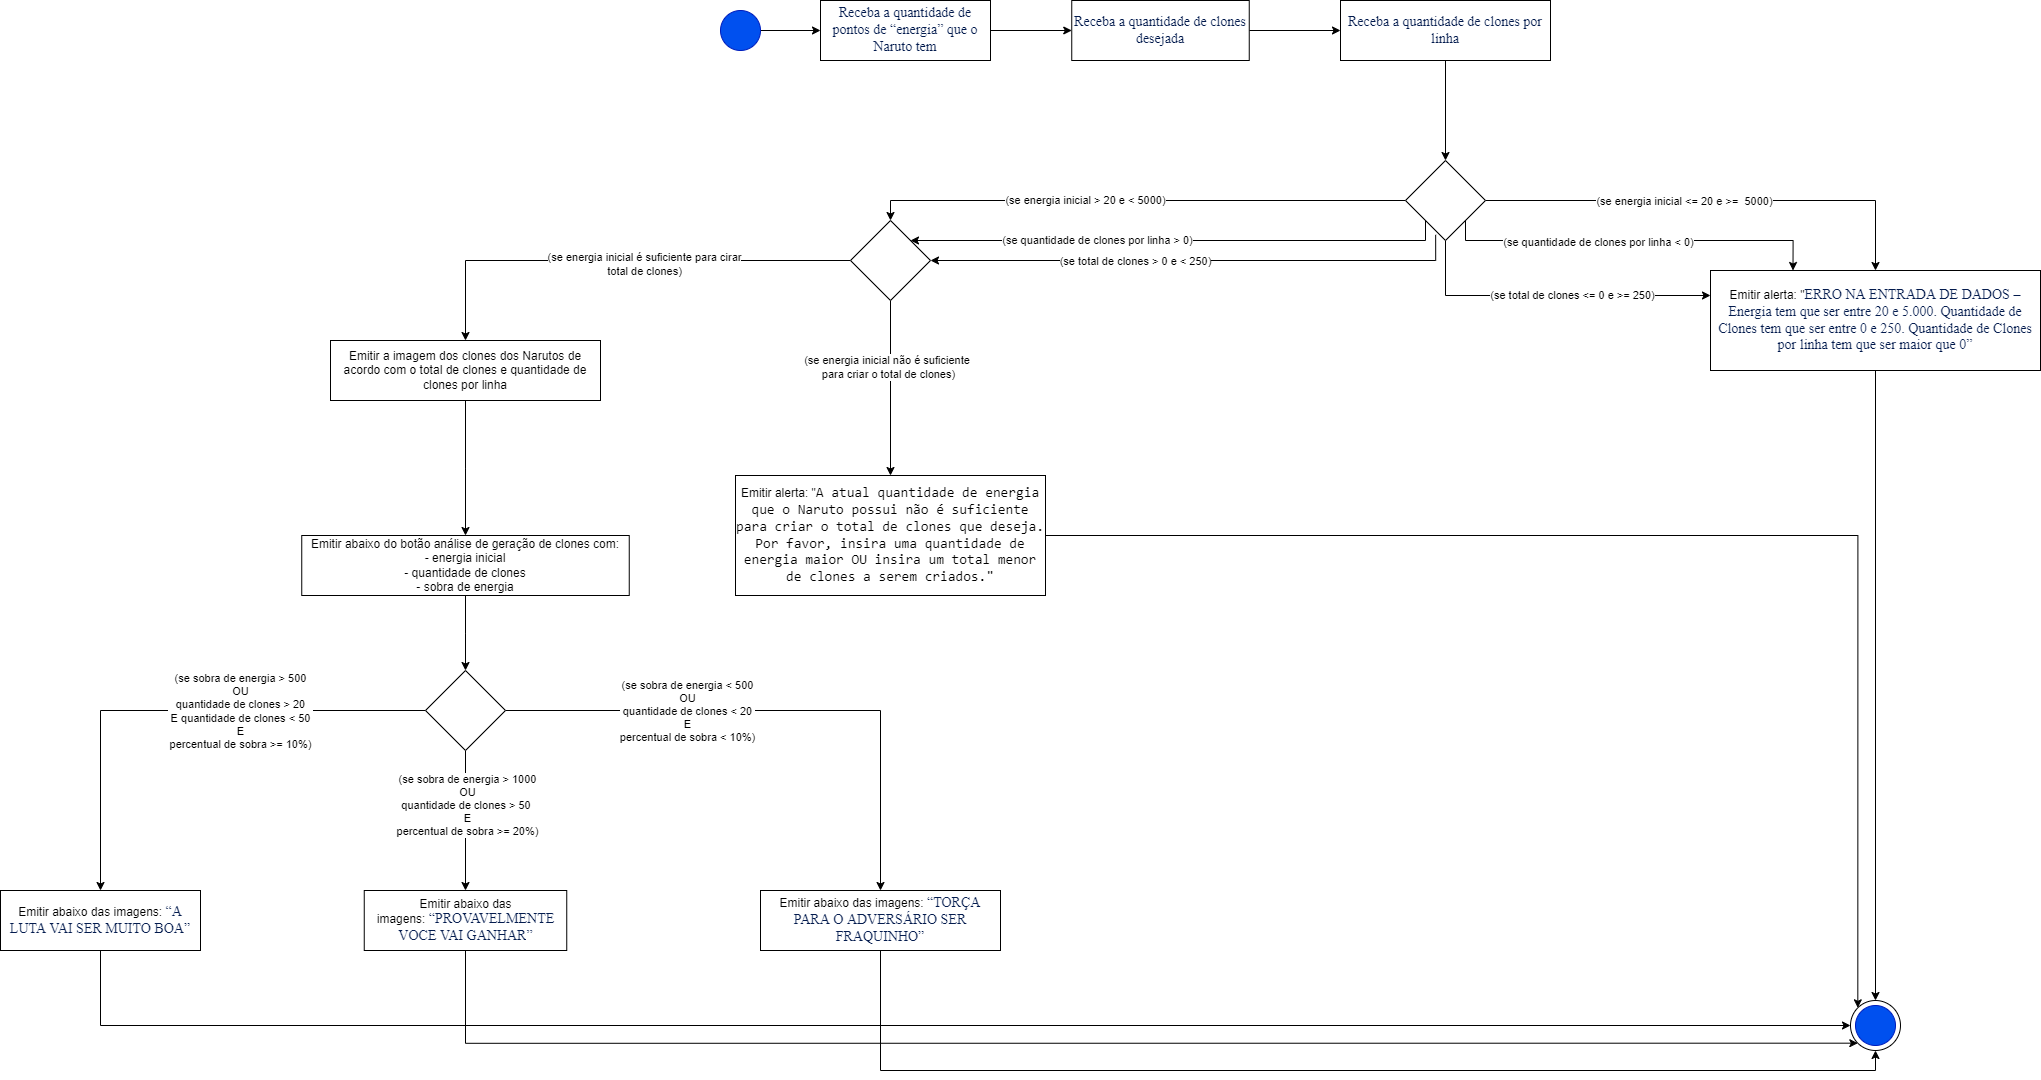 Receba a quantidade de
pontos de “energia” que o
Naruto tem
Receba a quantidade de clones
desejada
Receba a quantidade de clones por
linha
(se energia inicial > 20 e < 5000)
(se energia inicial <= 20 e >=  5000)
(se quantidade de clones por linha > 0)
(se quantidade de clones por linha < 0)
(se energia inicial é suficiente para cirar
total de clones)
(se total de clones > 0 e < 250)
(se total de clones <= 0 e >= 250)
Emitir alerta: "ERRO NA ENTRADA DE DADOS –
Energia tem que ser entre 20 e 5.000. Quantidade de
Clones tem que ser entre 0 e 250. Quantidade de Clones
por linha tem que ser maior que 0”
Emitir a imagem dos clones dos Narutos de
acordo com o total de clones e quantidade de
clones por linha
(se energia inicial não é suficiente
para criar o total de clones)
Emitir alerta: "A atual quantidade de energia
que o Naruto possui não é suficiente
para criar o total de clones que deseja.
Por favor, insira uma quantidade de
energia maior OU insira um total menor
de clones a serem criados."
Emitir abaixo do botão análise de geração de clones com:
- energia inicial
- quantidade de clones
- sobra de energia
(se sobra de energia > 500
OU
quantidade de clones > 20
E quantidade de clones < 50
E
percentual de sobra >= 10%)
(se sobra de energia < 500
OU
quantidade de clones < 20
E
percentual de sobra < 10%)
(se sobra de energia > 1000
OU
quantidade de clones > 50
E
percentual de sobra >= 20%)
Emitir abaixo das imagens: “A
LUTA VAI SER MUITO BOA”
Emitir abaixo das
imagens: “PROVAVELMENTE
VOCE VAI GANHAR”
Emitir abaixo das imagens: “TORÇA
PARA O ADVERSÁRIO SER
FRAQUINHO”